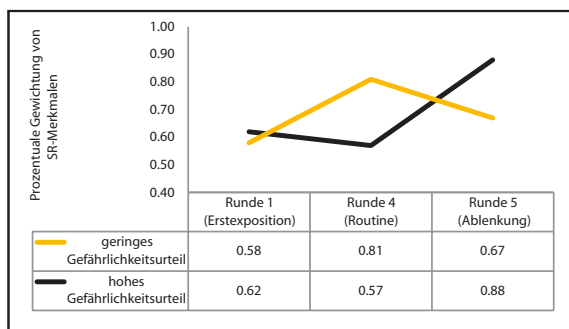 Prozentuale Gewichtung von
SR-Merkmalen
1.00
0.90
0.80
0.70
0.60
0.50
0.40
Runde 1
(Erstexposition)
Runde 4
(Routine)
Runde 5
(Ablenkung)
geringes
Gefährlichkeitsurteil
0.58
0.81
0.67
hohes
Gefährlichkeitsurteil
0.62
0.57
0.88